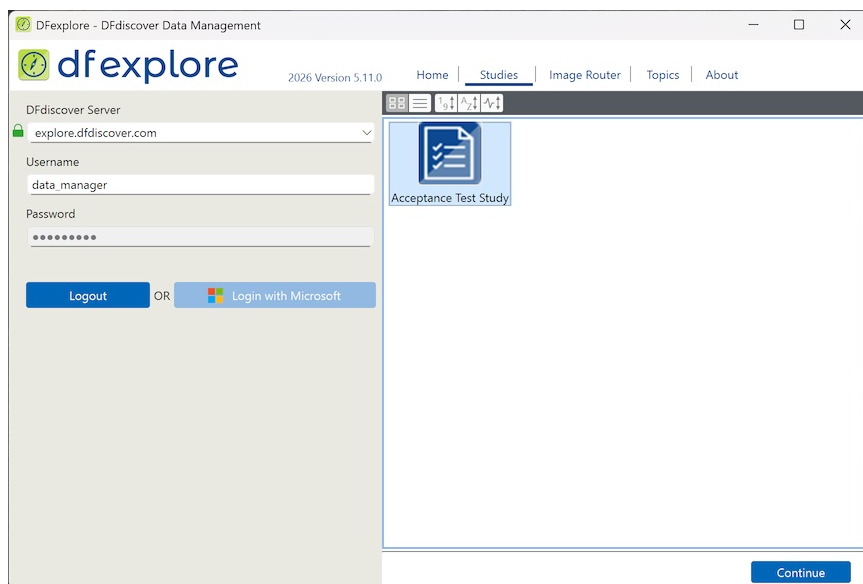 DFexplore - DFdiscover Data Management
dfexplore
2026 Version 5.11.0
Home
Studies
Image Router
Topics
About
DFdiscover Server
explore.dfdiscover.com
Username
data_manager
Password
●●●●●●●●●
Logout
OR
Login with Microsoft
Acceptance Test Study
Continue